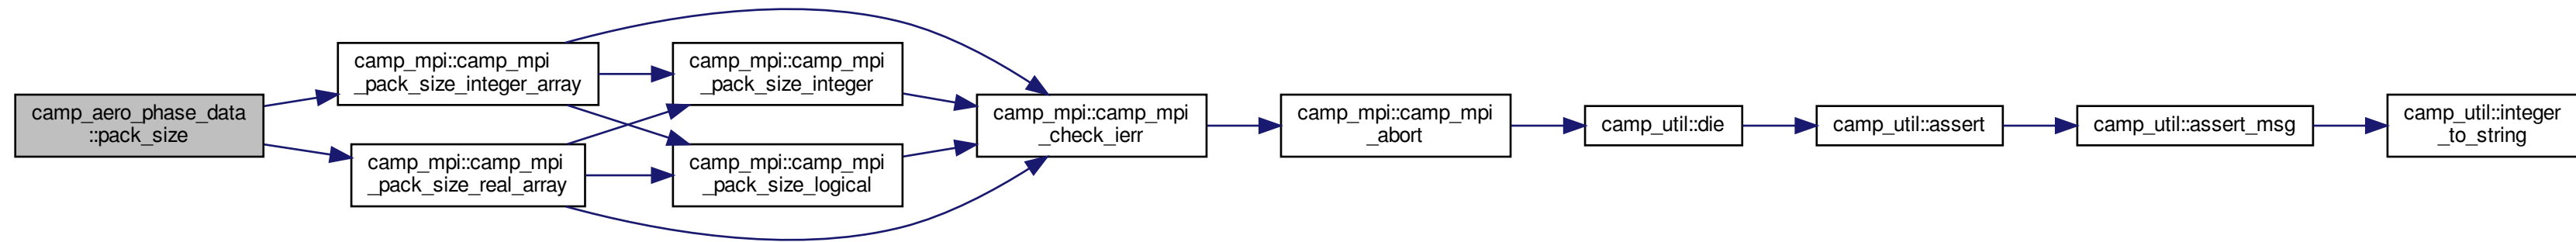 camp_aero_phase_data
::pack_size
camp_mpi::camp_mpi
_pack_size_integer_array
camp_mpi::camp_mpi
_pack_size_real_array
camp_mpi::camp_mpi
_pack_size_integer
camp_mpi::camp_mpi
_pack_size_logical
camp_mpi::camp_mpi
_check_ierr
camp_mpi::camp_mpi
_abort
camp_util::die
camp_util::assert
camp_util::assert_msg
camp_util::integer
_to_string